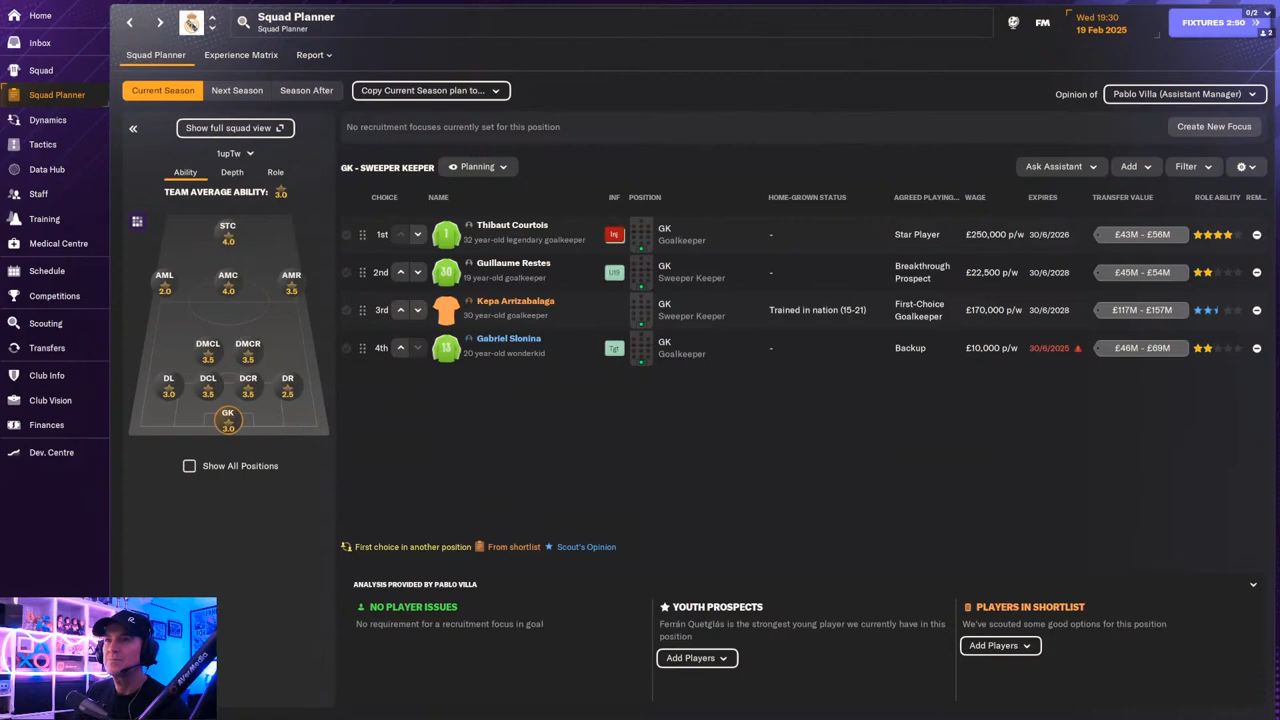 Home
Squad Planner
Squad Planner
FM
Wed 19:30
19 Feb 2025
0/2
FIXTURES 2:50
2
Inbox
Squad
Squad Planner
Dynamics
Tactics
Data Hub
Staff
Training
Medical Centre
Schedule
Competitions
Scouting
Transfers
Club Info
Club Vision
Finances
Dev. Centre
Squad Planner
Experience Matrix
Report
Current Season
Next Season
Season After
Copy Current Season plan to...
Opinion of
Pablo Villa (Assistant Manager)
Show full squad view
1upTw
Ability
Depth
Role
TEAM AVERAGE ABILITY:
3.0
STC
4.0
AML
2.0
AMC
4.0
AMR
3.5
DMCL
3.5
DMCR
3.5
DL
3.0
DCL
3.5
DCR
3.5
DR
2.5
GK
3.0
Show All Positions
No recruitment focuses currently set for this position
Create New Focus
GK - SWEEPER KEEPER
Planning
Ask Assistant
Add
Filter
CHOICE NAME INF POSITION HOME-GROWN STATUS AGREED PLAYING... WAGE EXPIRES TRANSFER VALUE ROLE ABILITY REM...
1st
1
Thibaut Courtois
32 year-old legendary goalkeeper
Inj
GK
Goalkeeper
-
Star Player
£250,000 p/w
30/6/2026
£43M - £56M
2nd
30
Guillaume Restes
19 year-old goalkeeper
U19
GK
Sweeper Keeper
-
Breakthrough
Prospect
£22,500 p/w
30/6/2028
£45M - £54M
3rd
Kepa Arrizabalaga
30 year-old goalkeeper
GK
Sweeper Keeper
Trained in nation (15-21)
First-Choice
Goalkeeper
£170,000 p/w
30/6/2028
£117M - £157M
4th
13
Gabriel Slonina
20 year-old wonderkid
Tgt
GK
Goalkeeper
-
Backup
£10,000 p/w
30/6/2025
£46M - £69M
First choice in another position
From shortlist
Scout's Opinion
ANALYSIS PROVIDED BY PABLO VILLA
NO PLAYER ISSUES
No requirement for a recruitment focus in goal
YOUTH PROSPECTS
Ferrán Quetglás is the strongest young player we currently have in this
position
Add Players
PLAYERS IN SHORTLIST
We've scouted some good options for this position
Add Players
AVerMedia